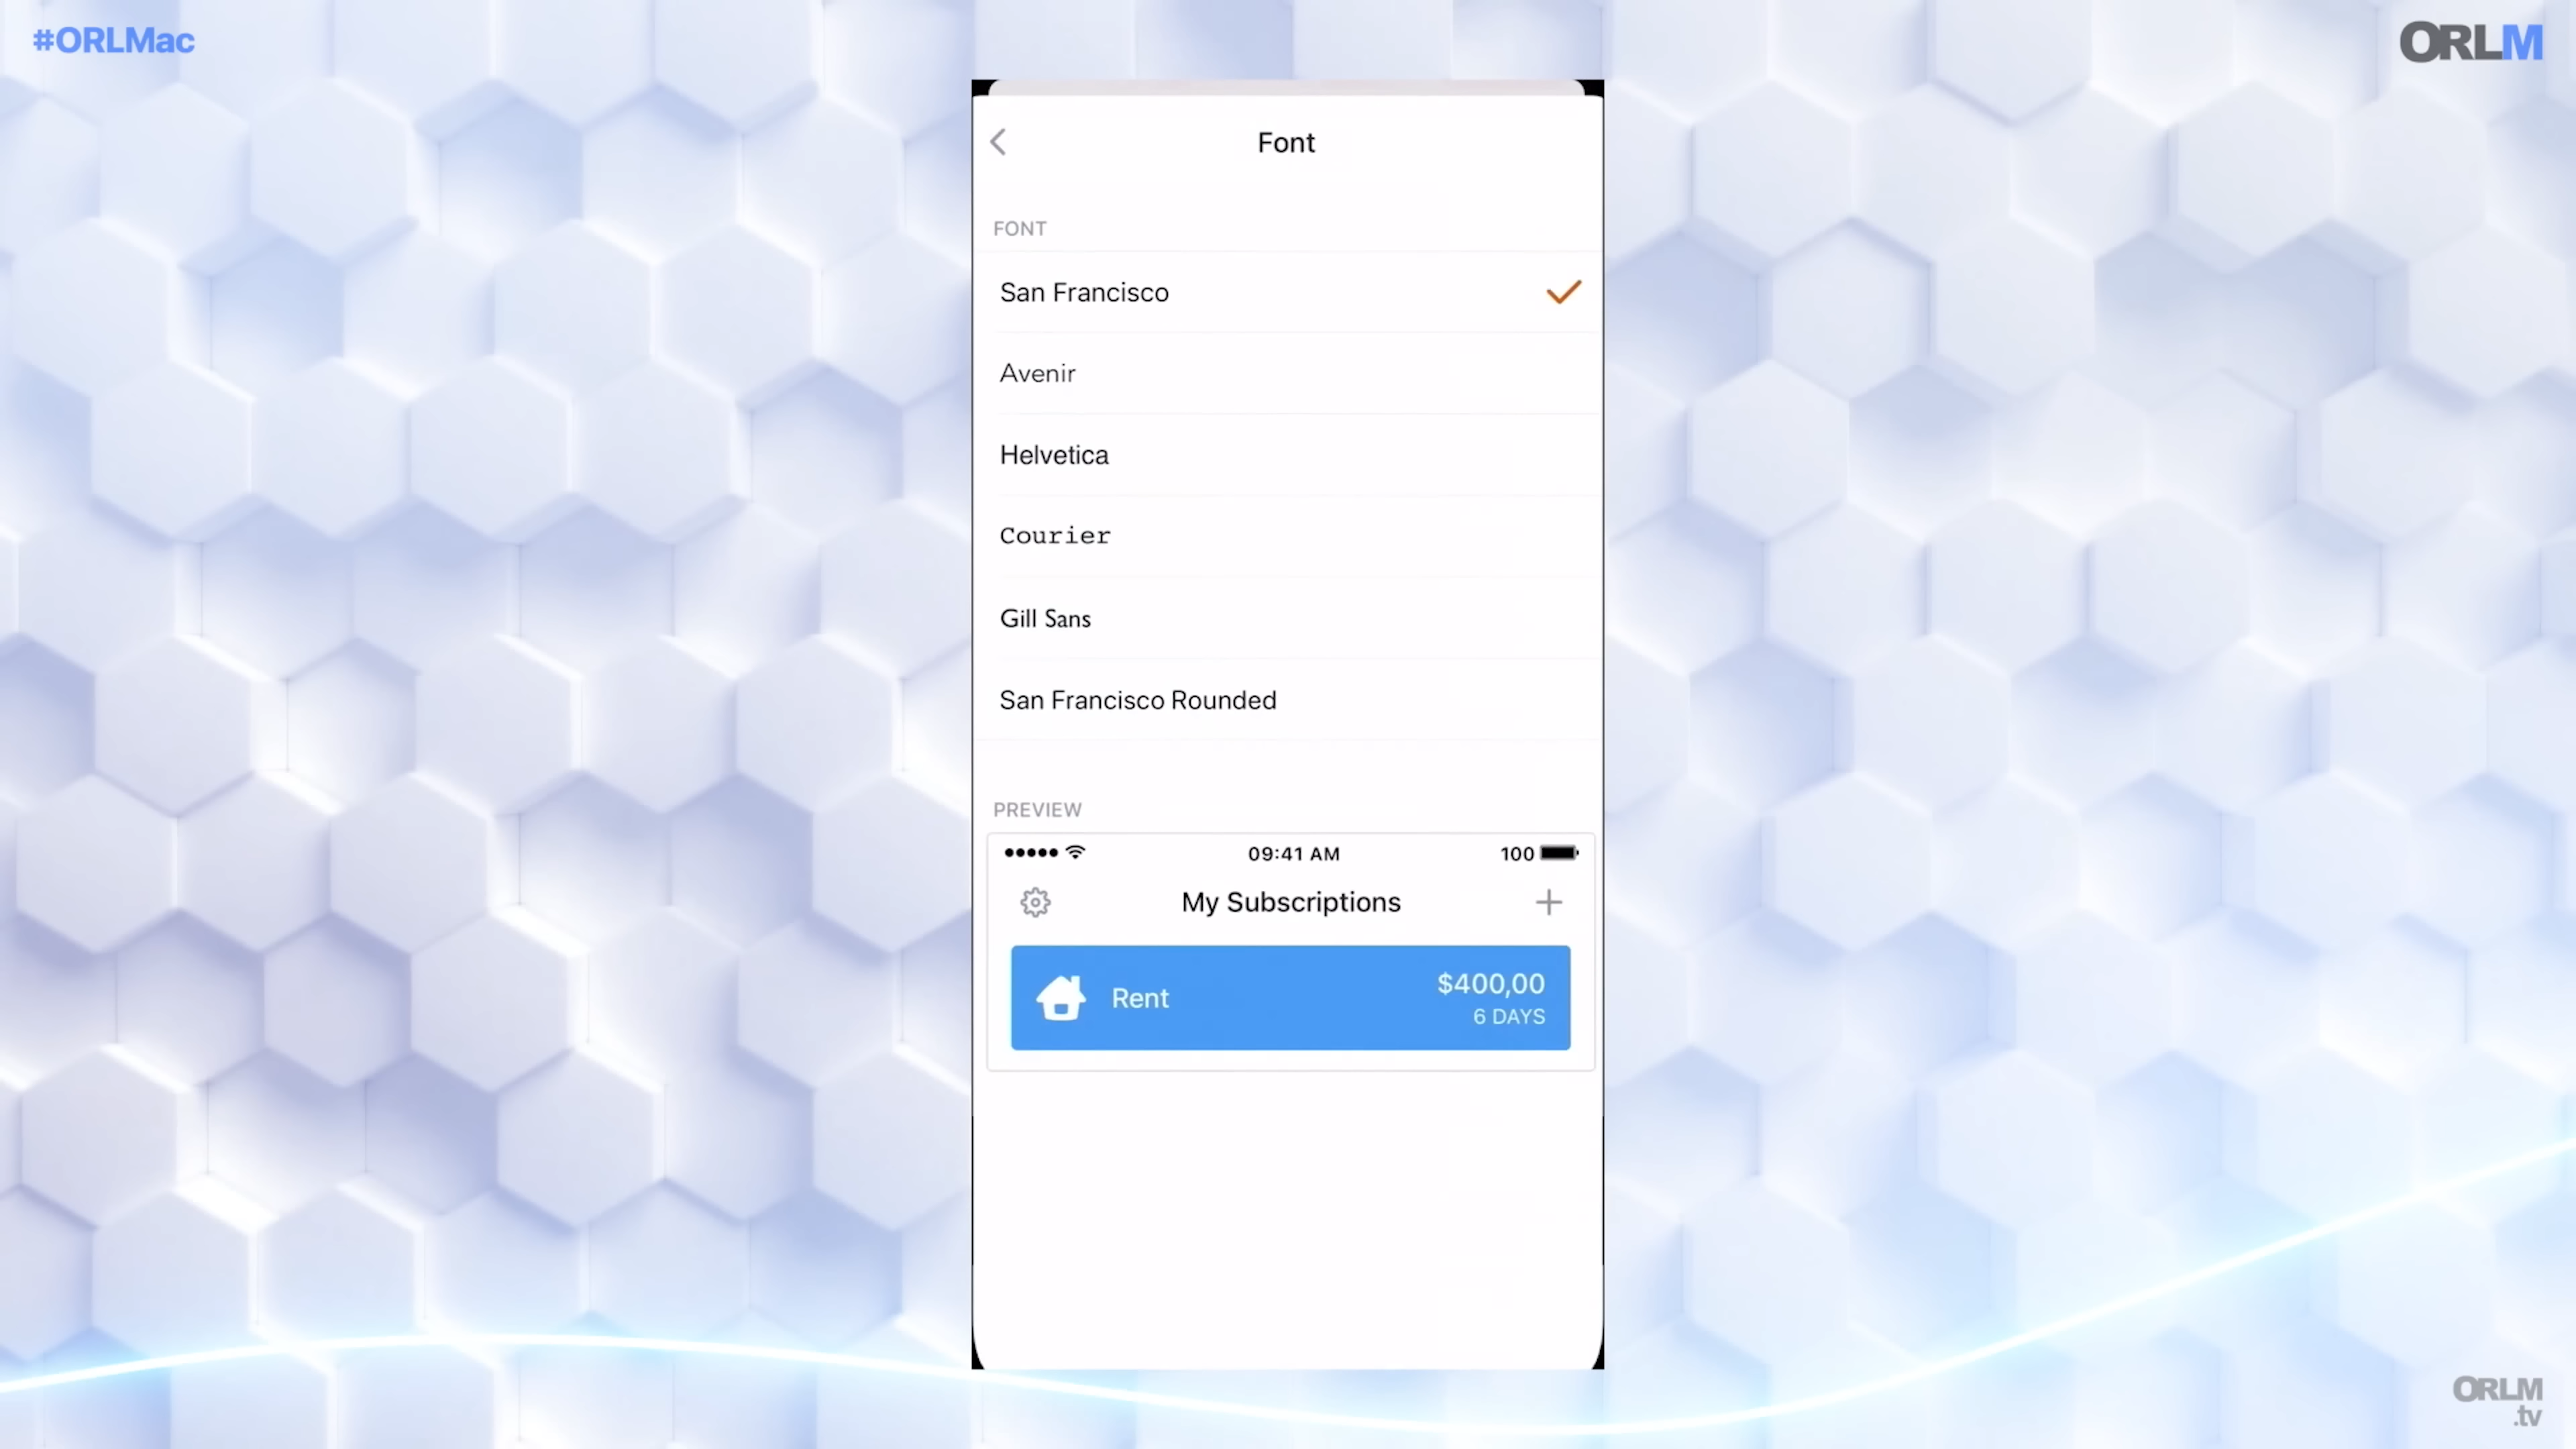 #ORLMac
ORLM
Font
FONT
San Francisco
Avenir
Helvetica
Courier
Gill Sans
San Francisco Rounded
PREVIEW
09:41 AM
100
My Subscriptions
Rent
$400,00
6 DAYS
ORLM
.tv